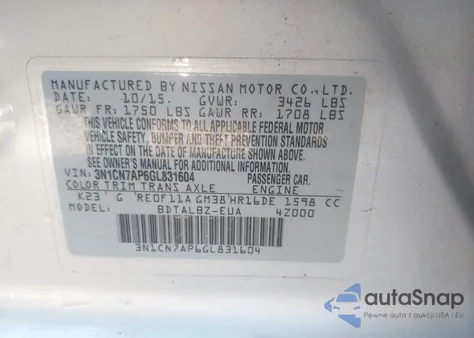 MANUFACTURED BY NISSAN MOTOR CO., LTD.
DATE: 10/15. GVWR: 3426 LBS
GAWR FR: 1750 LBS GAWR RR: 1708 LBS
THIS VEHICLE CONFORMS TO ALL APPLICABLE FEDERAL MOTOR
VEHICLE SAFETY, BUMPER AND THEFT PREVENTION STANDARDS
IN EFFECT ON THE DATE OF MANUFACTURE SHOWN ABOVE.
SEE OWNER'S MANUAL FOR ADDITIONAL INFORMATION.
VIN: 3N1CN7AP6GL831604 PASSENGER CAR.
COLOR TRIM TRANS AXLE ENGINE
K23 G RE0F11A GM38 HR16DE 1598 CC
MODEL: BDTALBZ-EUA 4Z000
3N1CN7AP6GL831604
autoSnap
Pewne auta z aukcji USA i EU